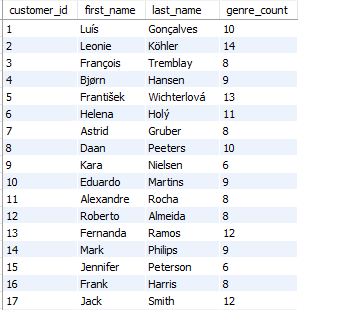 customer_id first_name last_name genre_count
1 Luís Gonçalves 10
2 Leonie Köhler 14
3 François Tremblay 8
4 Bjørn Hansen 9
5 František Wichterlová 13
6 Helena Holý 11
7 Astrid Gruber 8
8 Daan Peeters 10
9 Kara Nielsen 6
10 Eduardo Martins 9
11 Alexandre Rocha 8
12 Roberto Almeida 8
13 Fernanda Ramos 12
14 Mark Philips 9
15 Jennifer Peterson 6
16 Frank Harris 8
17 Jack Smith 12